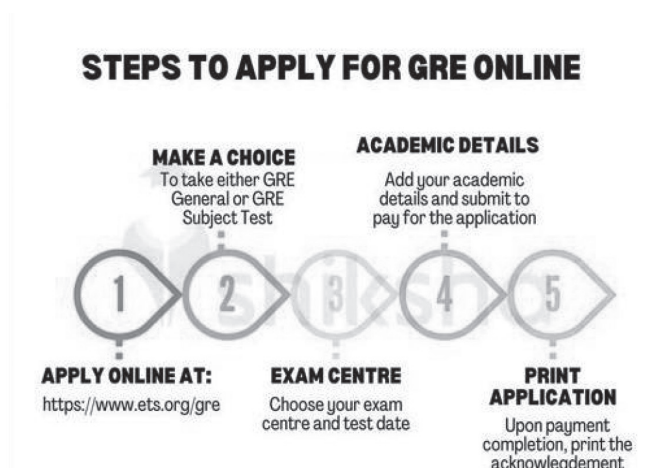 STEPS TO APPLY FOR GRE ONLINE
MAKE A CHOICE
To take either GRE
General or GRE
Subject Test
ACADEMIC DETAILS
Add your academic
details and submit to
pay for the application
1
2
3
4
5
shiksha
APPLY ONLINE AT:
https://www.ets.org/gre
EXAM CENTRE
Choose your exam
centre and test date
PRINT
APPLICATION
Upon payment
completion, print the
acknowlegdement